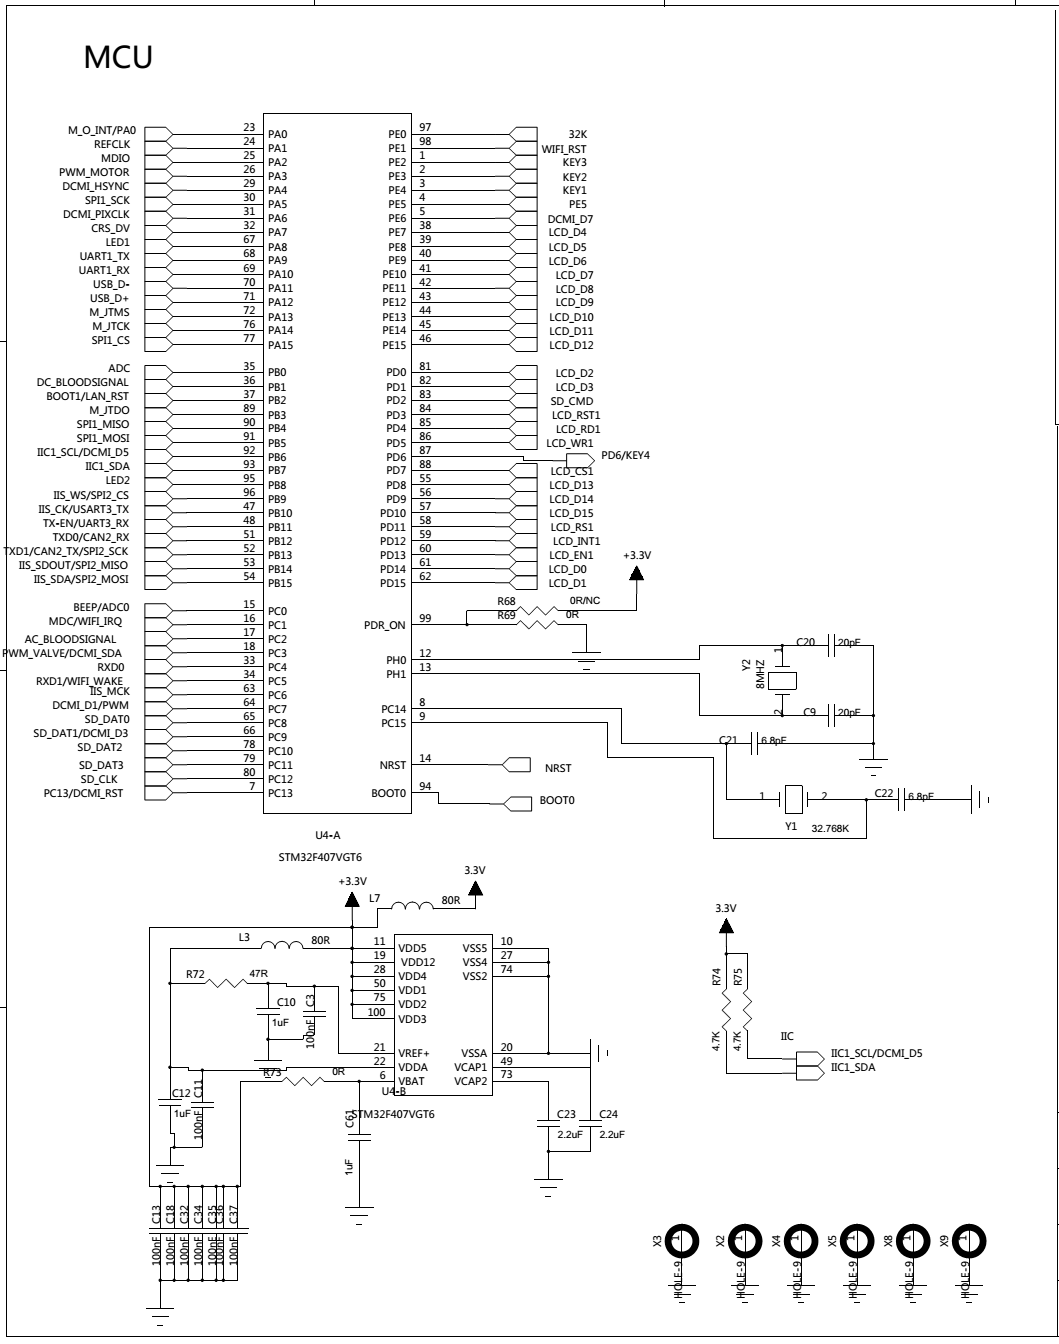 MCU
M_O_INT/PA0 23 PA0 PE0 97 32K
REFCLK 24 PA1 PE1 98 WIFI_RST
MDIO 25 PA2 PE2 1 KEY3
PWM_MOTOR 26 PA3 PE3 2 KEY2
DCMI_HSYNC 29 PA4 PE4 3 KEY1
SPI1_SCK 30 PA5 PE5 4 PE5
DCMI_PIXCLK 31 PA6 PE6 5 DCMI_D7
CRS_DV 32 PA7 PE7 38 LCD_D4
LED1 67 PA8 PE8 39 LCD_D5
UART1_TX 68 PA9 PE9 40 LCD_D6
UART1_RX 69 PA10 PE10 41 LCD_D7
USB_D- 70 PA11 PE11 42 LCD_D8
USB_D+ 71 PA12 PE12 43 LCD_D9
M_JTMS 72 PA13 PE13 44 LCD_D10
M_JTCK 76 PA14 PE14 45 LCD_D11
SPI1_CS 77 PA15 PE15 46 LCD_D12
ADC 35 PB0 PD0 81 LCD_D2
DC_BLOODSIGNAL 36 PB1 PD1 82 LCD_D3
BOOT1/LAN_RST 37 PB2 PD2 83 SD_CMD
M_JTDO 89 PB3 PD3 84 LCD_RST1
SPI1_MISO 90 PB4 PD4 85 LCD_RD1
SPI1_MOSI 91 PB5 PD5 86 LCD_WR1
IIC1_SCL/DCMI_D5 92 PB6 PD6 87 PD6/KEY4
IIC1_SDA 93 PB7 PD7 88 LCD_CS1
LED2 95 PB8 PD8 55 LCD_D13
IIS_WS/SPI2_CS 96 PB9 PD9 56 LCD_D14
IIS_CK/USART3_TX 47 PB10 PD10 57 LCD_D15
TX-EN/UART3_RX 48 PB11 PD11 58 LCD_RS1
TXD0/CAN2_RX 51 PB12 PD12 59 LCD_INT1
TXD1/CAN2_TX/SPI2_SCK 52 PB13 PD13 60 LCD_EN1
IIS_SDOUT/SPI2_MISO 53 PB14 PD14 61 LCD_D0
IIS_SDA/SPI2_MOSI 54 PB15 PD15 62 LCD_D1
+3.3V
R68 0R/NC
R69 0R
BEEP/ADC0 15 PC0
MDC/WIFI_IRQ 16 PC1 PDR_ON 99
AC_BLOODSIGNAL 17 PC2
PWM_VALVE/DCMI_SDA 18 PC3 PH0 12
RXD0 33 PC4 PH1 13
RXD1/WIFI_WAKE 34 PC5
IIS_MCK 63 PC6
DCMI_D1/PWM 64 PC7 PC14 8
SD_DAT0 65 PC8 PC15 9
SD_DAT1/DCMI_D3 66 PC9
SD_DAT2 78 PC10
SD_DAT3 79 PC11 NRST 14 NRST
SD_CLK 80 PC12
PC13/DCMI_RST 7 PC13 BOOT0 94 BOOT0
C20 20pF
1 Y2 8MHZ 2
C9 20pF
C21 6.8pF
1 2 C22 6.8pF
Y1 32.768K
U4-A
STM32F407VGT6
+3.3V L7 80R 3.3V
L3 80R
11 VDD5 VSS5 10
19 VDD12 VSS4 27
28 VDD4 VSS2 74
50 VDD1
75 VDD2
100 VDD3
21 VREF+ VSSA 20
22 VDDA VCAP1 49
6 VBAT VCAP2 73
U4-B
STM32F407VGT6
R72 47R
C10 1uF
C3 100nF
R73 0R
C12 1uF
C11 100nF
C61 1uF
C23 2.2uF
C24 2.2uF
C13 C18 C32 C34 C35 C36 C37
100nF 100nF 100nF 100nF 100nF 100nF 100nF
3.3V
R74 R75
4.7K 4.7K
IIC
IIC1_SCL/DCMI_D5
IIC1_SDA
X3 1 X2 1 X4 1 X5 1 X8 1 X9 1
HOLE-9 HOLE-9 HOLE-9 HOLE-9 HOLE-9 HOLE-9